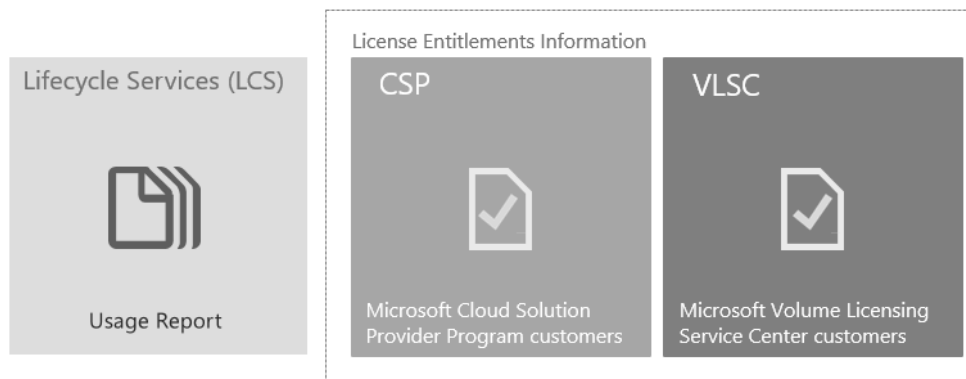 License Entitlements Information
Lifecycle Services (LCS)
CSP
VLSC
Usage Report
Microsoft Cloud Solution
Provider Program customers
Microsoft Volume Licensing
Service Center customers